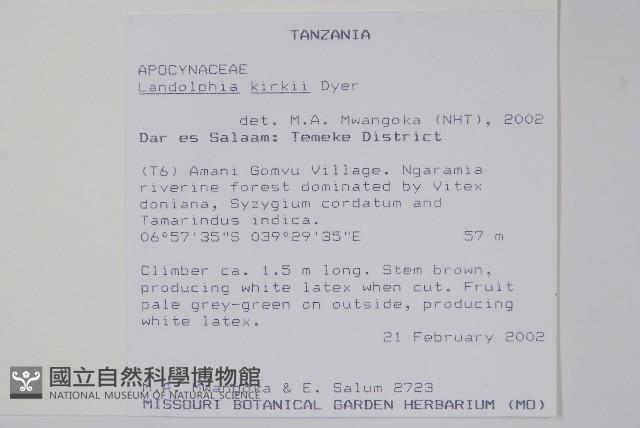 TANZANIA
APOCYNACEAE
Landolphia kirkii Dyer
det. M.A. Mwangoka (NHT), 2002
Dar es Salaam: Temeke District
(T6) Amani Gomvu Village. Ngaramia
riverine forest dominated by Vitex
doniana, Syzygium cordatum and
Tamarindus indica.
06°57'35"S 039°29'35"E 57 m
Climber ca. 1.5 m long. Stem brown,
producing white latex when cut. Fruit
pale grey-green on outside, producing
white latex.
21 February 2002
Mwangoka & E. Salum 2723
MISSOURI BOTANICAL GARDEN HERBARIUM (MO)
國立自然科學博物館
NATIONAL MUSEUM OF NATURAL SCIENCE